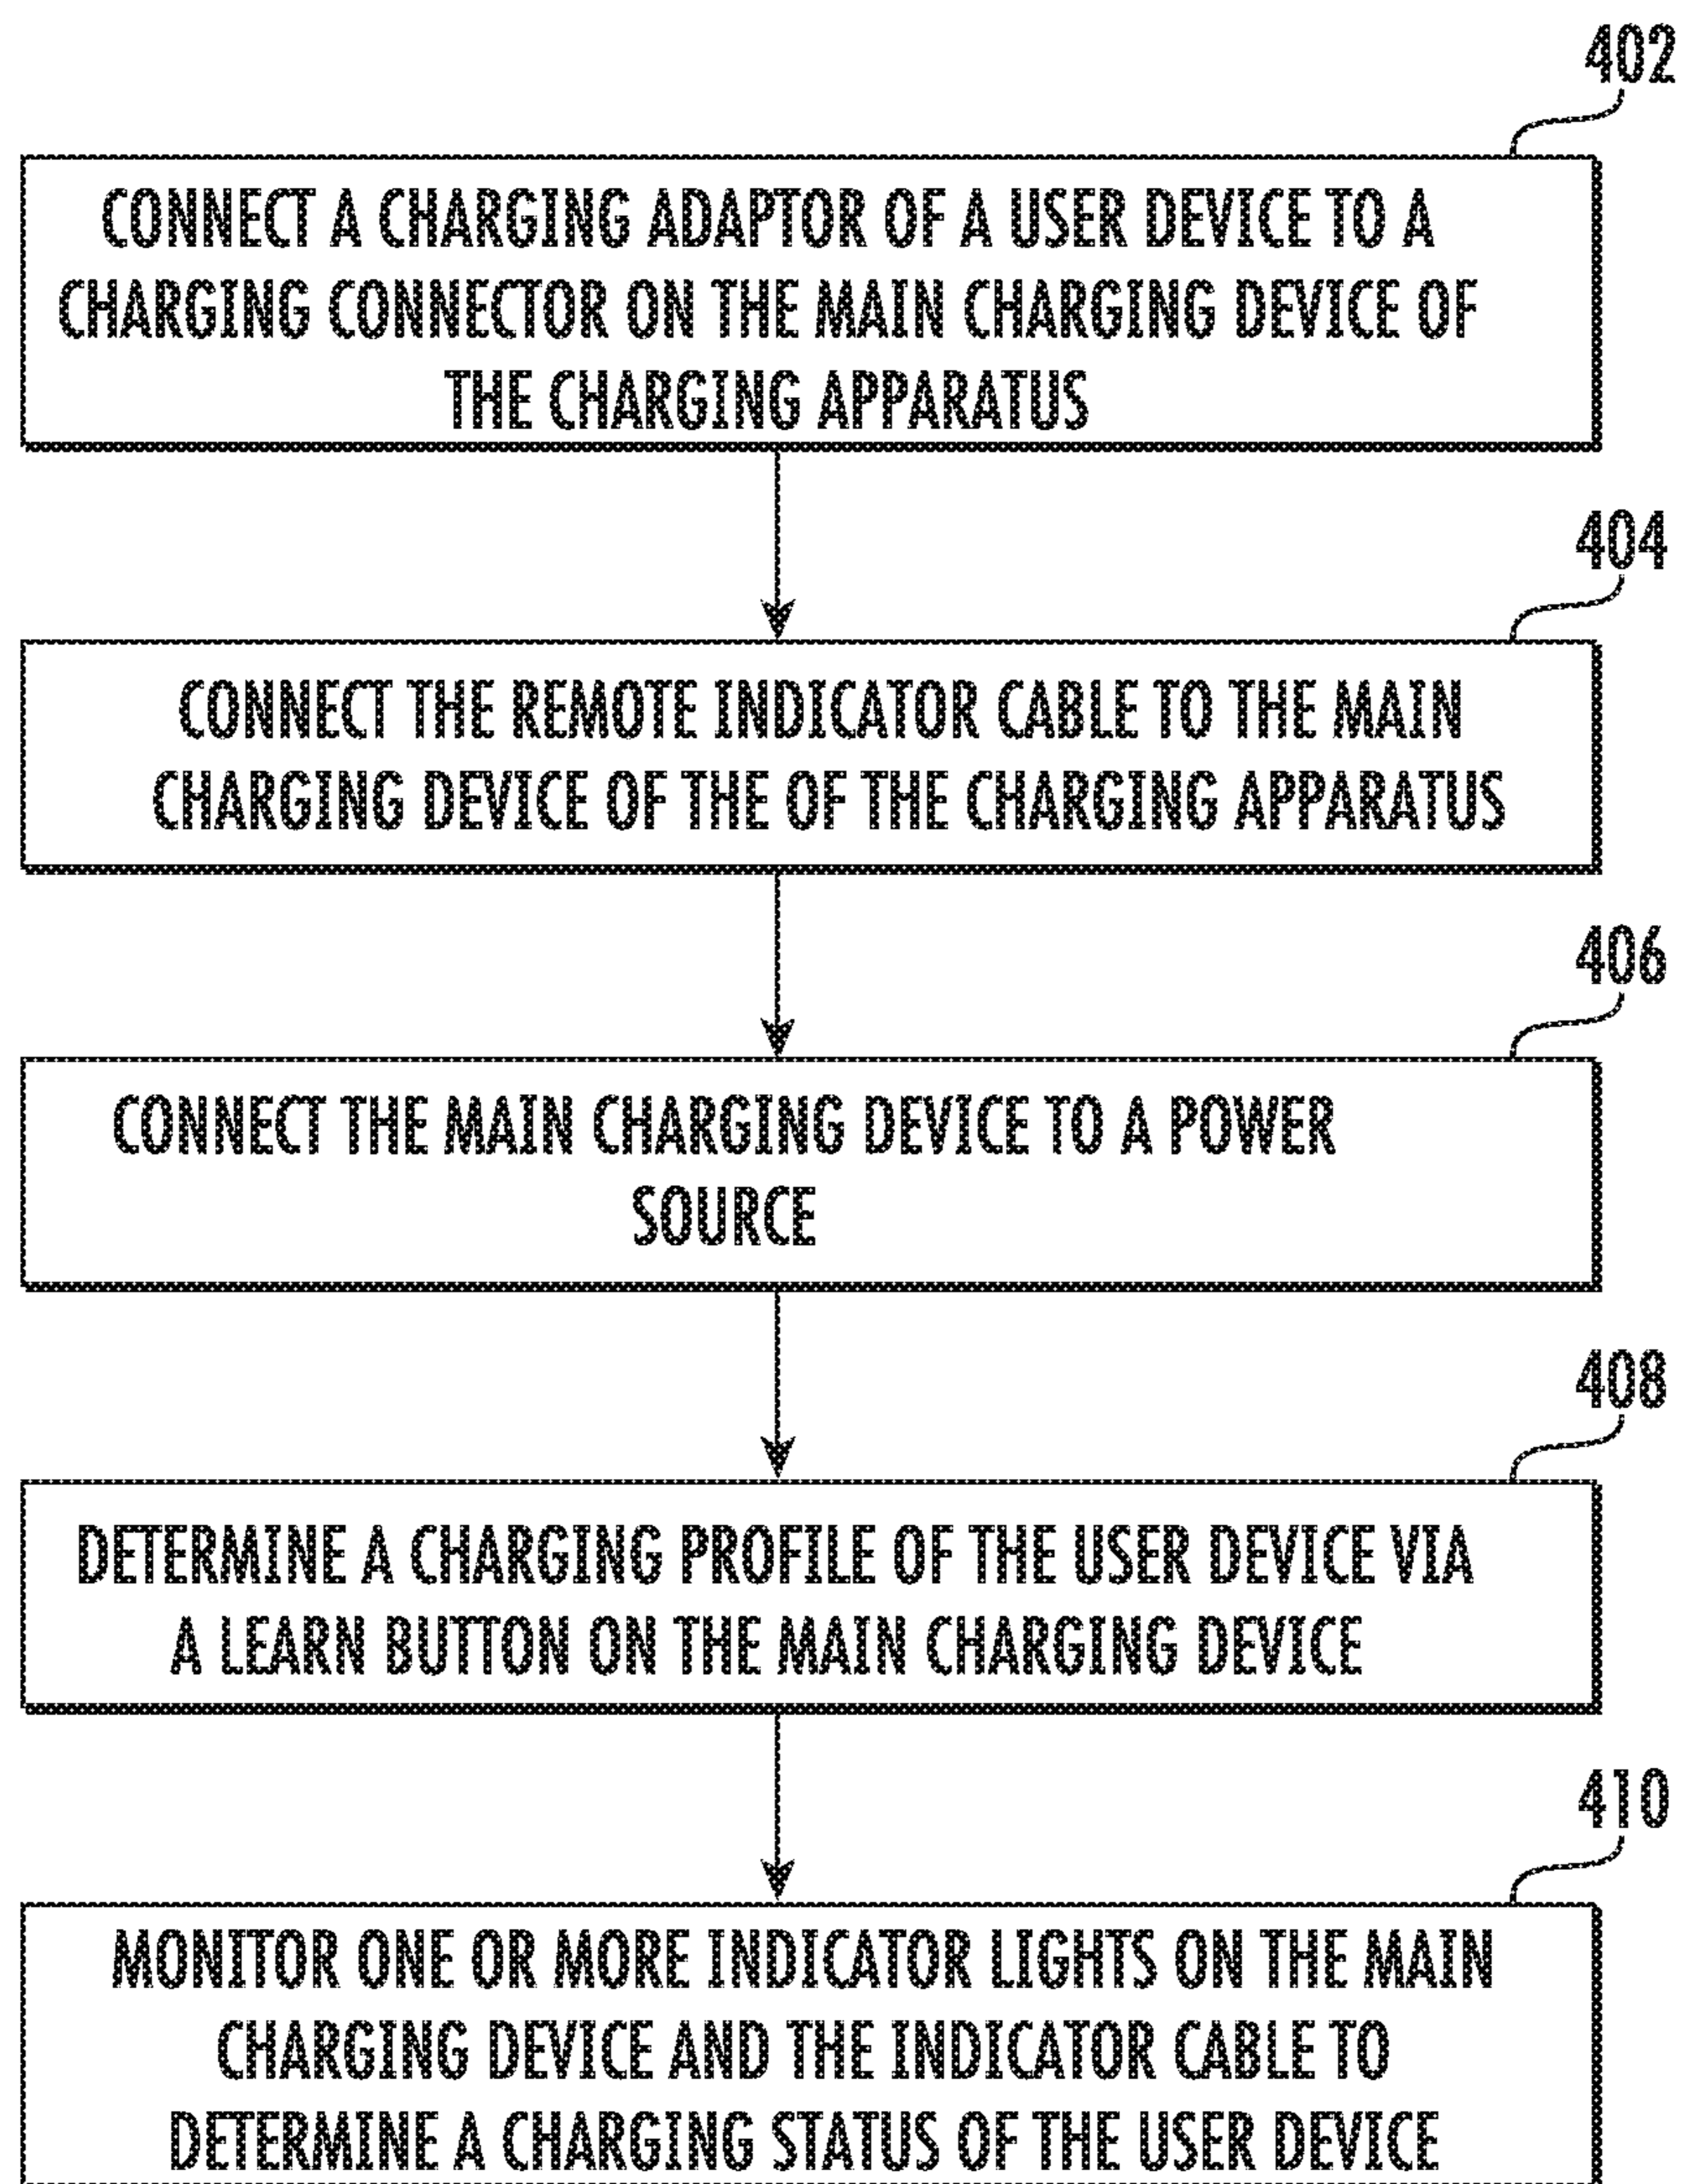 402
CONNECT A CHARGING ADAPTOR OF A USER DEVICE TO A
CHARGING CONNECTOR ON THE MAIN CHARGING DEVICE OF
THE CHARGING APPARATUS
404
CONNECT THE REMOTE INDICATOR CABLE TO THE MAIN
CHARGING DEVICE OF THE OF THE CHARGING APPARATUS
406
CONNECT THE MAIN CHARGING DEVICE TO A POWER
SOURCE
408
DETERMINE A CHARGING PROFILE OF THE USER DEVICE VIA
A LEARN BUTTON ON THE MAIN CHARGING DEVICE
410
MONITOR ONE OR MORE INDICATOR LIGHTS ON THE MAIN
CHARGING DEVICE AND THE INDICATOR CABLE TO
DETERMINE A CHARGING STATUS OF THE USER DEVICE